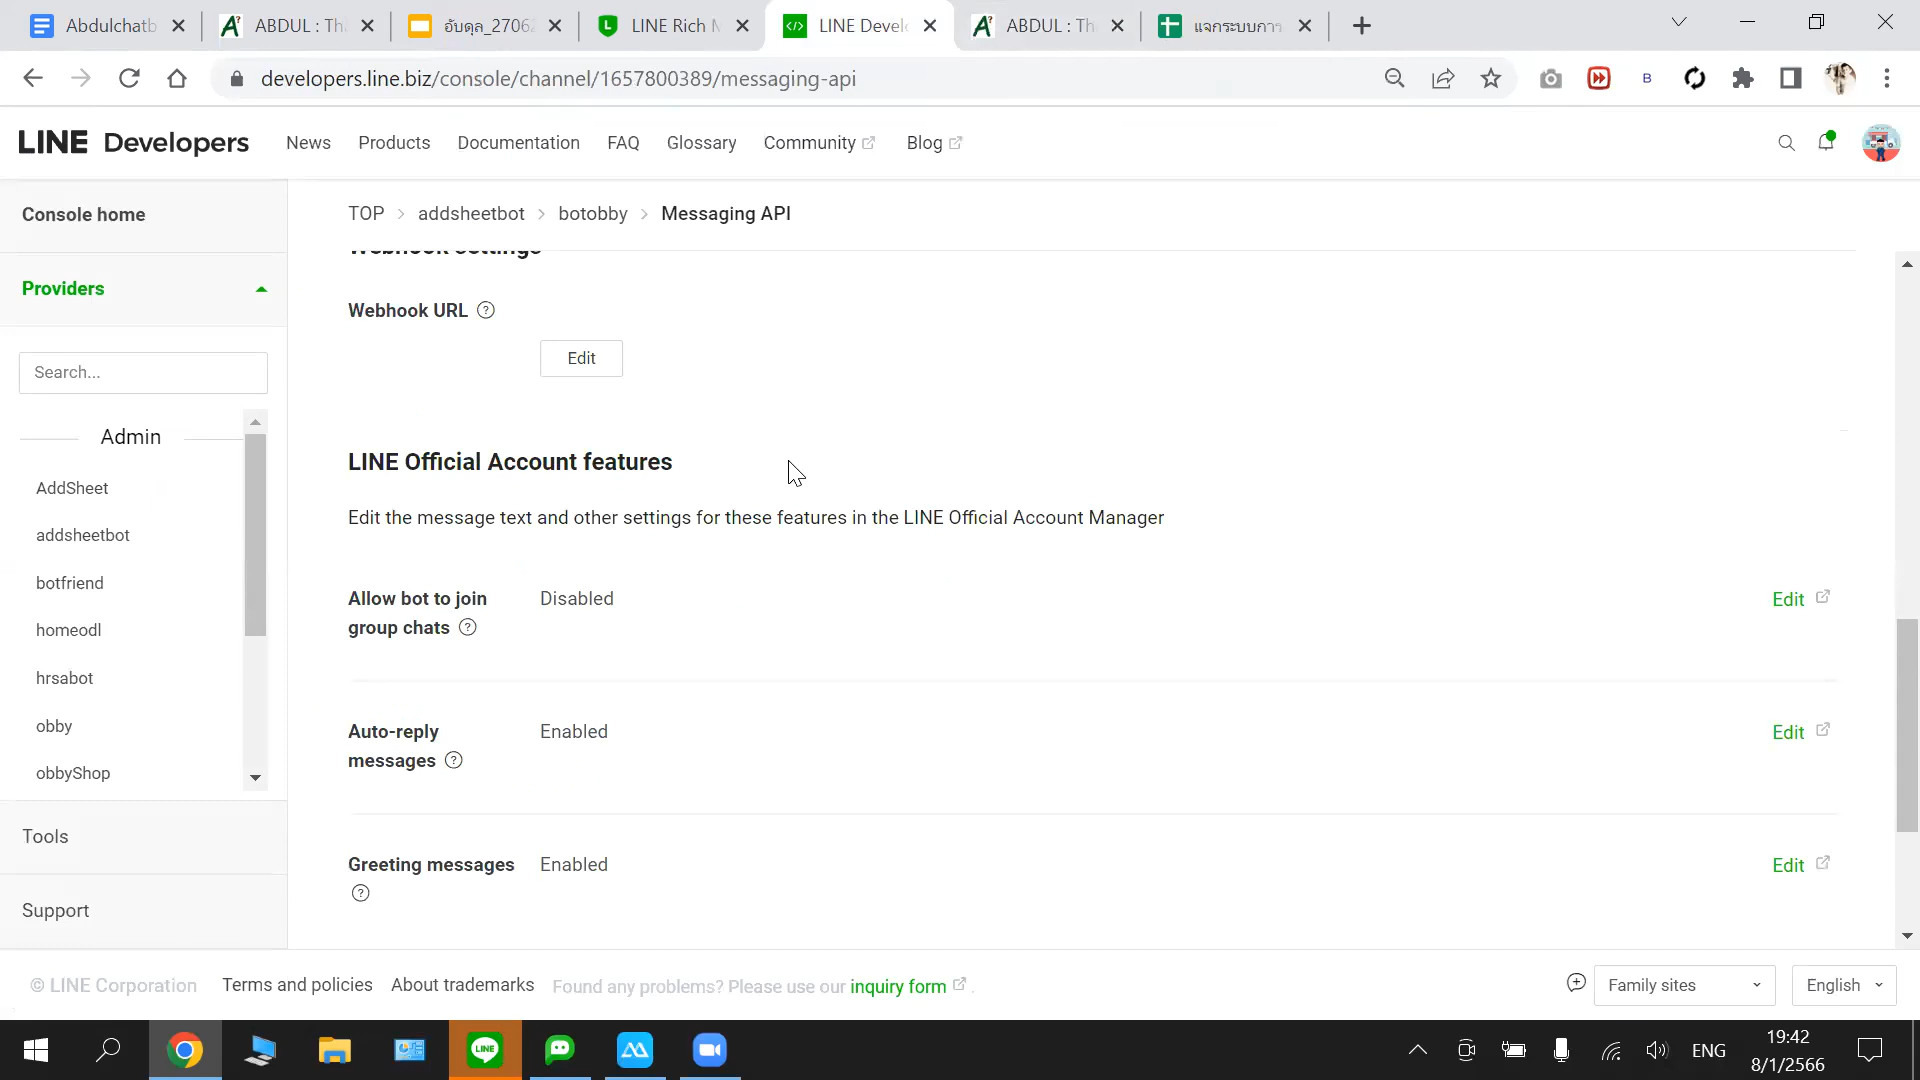 Abdulchatb
ABDUL : Th
อับดุล_2706
LINE Rich M
LINE Develo
ABDUL : Th
แจกระบบการ
developers.line.biz/console/channel/1657800389/messaging-api
B
LINE Developers
News
Products
Documentation
FAQ
Glossary
Community
Blog
Console home
TOP > addsheetbot > botobby > Messaging API
Webhook settings
Providers
Webhook URL
Search...
Edit
Admin
LINE Official Account features
AddSheet
Edit the message text and other settings for these features in the LINE Official Account Manager
addsheetbot
botfriend
Allow bot to join group chats
Disabled
Edit
homeodl
hrsabot
obby
Auto-reply messages
Enabled
Edit
obbyShop
Tools
Greeting messages
Enabled
Edit
Support
© LINE Corporation
Terms and policies
About trademarks
Found any problems? Please use our inquiry form .
Family sites
English
LINE
ENG
19:42
8/1/2566